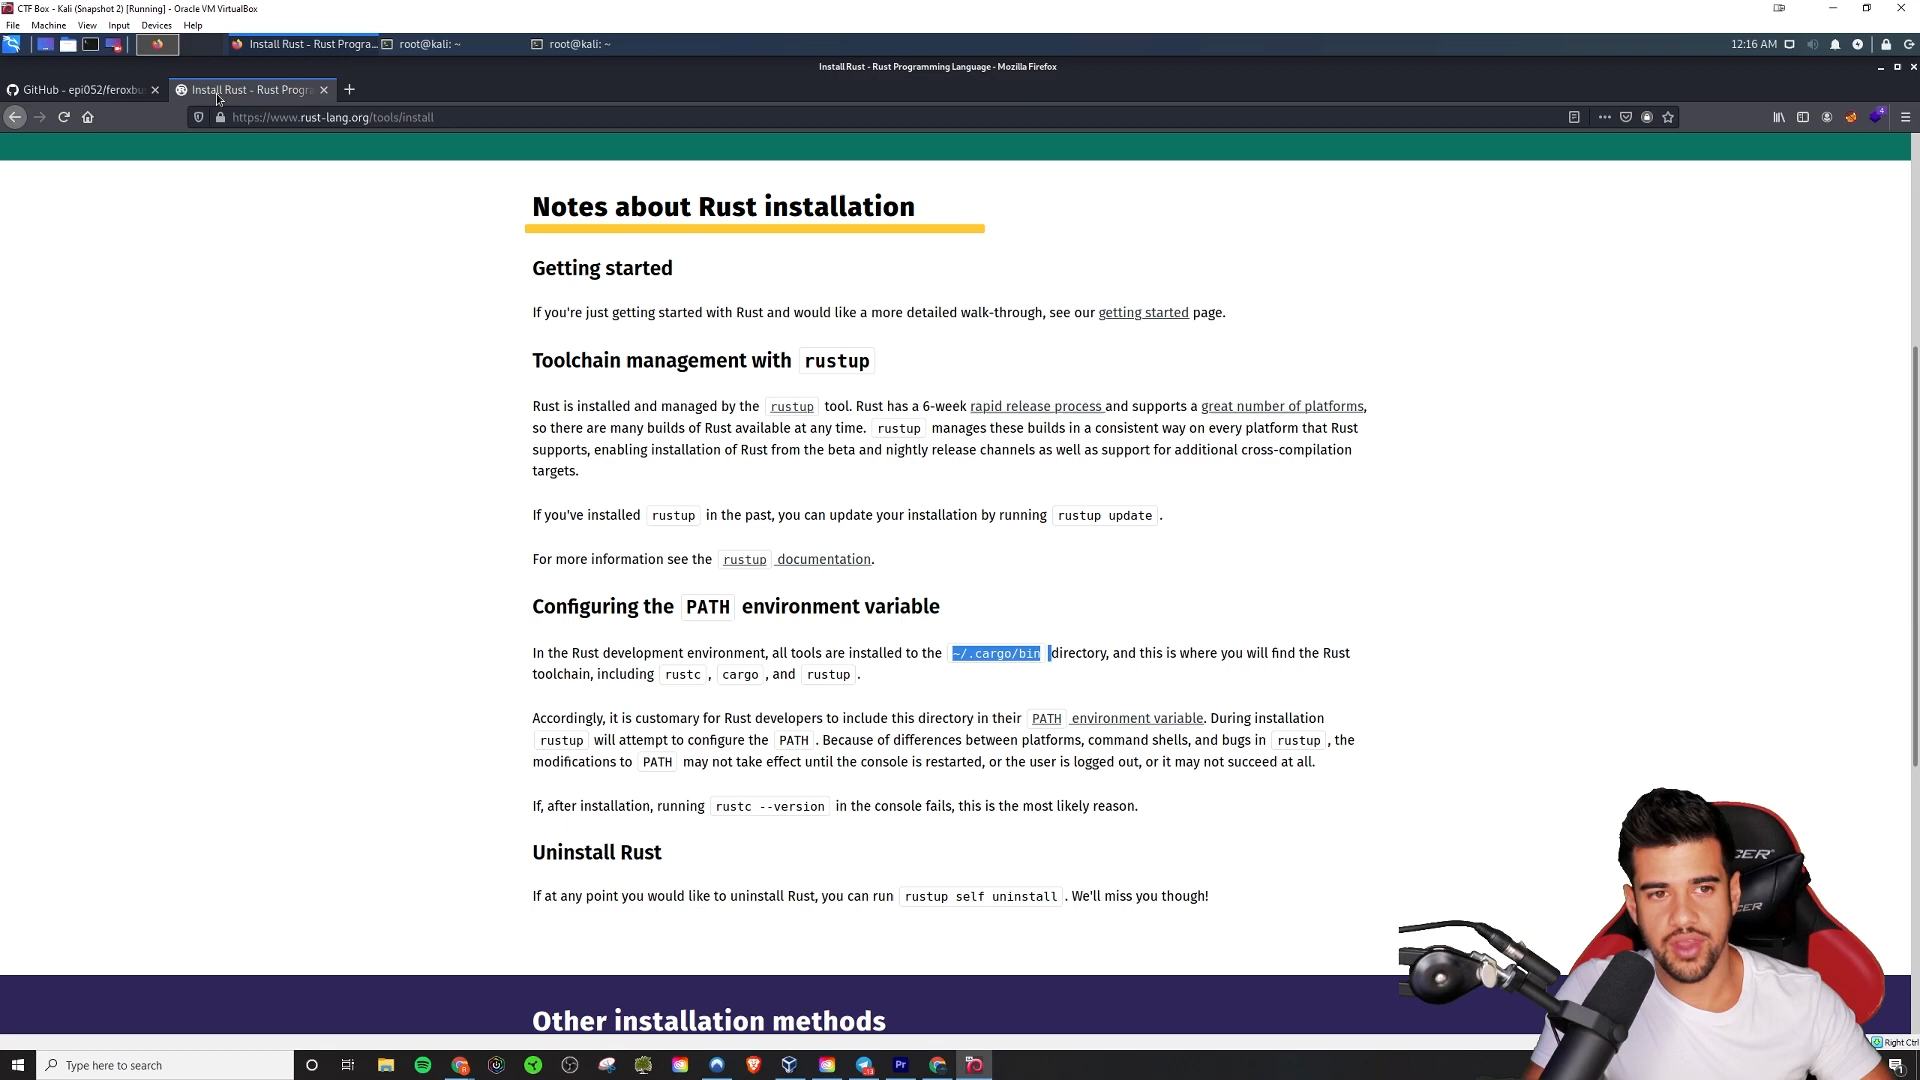 CTF Box - Kali (Snapshot 2) [Running] - Oracle VM VirtualBox
File Machine View Input Devices Help
Install Rust - Rust Progra... root@kali: ~ root@kali: ~ 12:16 AM
Install Rust - Rust Programming Language - Mozilla Firefox
GitHub - epi052/feroxbu Install Rust - Rust Progra
https://www.rust-lang.org/tools/install
4
Notes about Rust installation
Getting started
If you're just getting started with Rust and would like a more detailed walk-through, see our getting started page.
Toolchain management with rustup
Rust is installed and managed by the rustup tool. Rust has a 6-week rapid release process and supports a great number of platforms,
so there are many builds of Rust available at any time. rustup manages these builds in a consistent way on every platform that Rust
supports, enabling installation of Rust from the beta and nightly release channels as well as support for additional cross-compilation
targets.
If you've installed rustup in the past, you can update your installation by running rustup update .
For more information see the rustup documentation.
Configuring the PATH environment variable
In the Rust development environment, all tools are installed to the ~/.cargo/bin directory, and this is where you will find the Rust
toolchain, including rustc , cargo , and rustup .
Accordingly, it is customary for Rust developers to include this directory in their PATH environment variable. During installation
rustup will attempt to configure the PATH . Because of differences between platforms, command shells, and bugs in rustup , the
modifications to PATH may not take effect until the console is restarted, or the user is logged out, or it may not succeed at all.
If, after installation, running rustc --version in the console fails, this is the most likely reason.
Uninstall Rust
If at any point you would like to uninstall Rust, you can run rustup self uninstall . We'll miss you though!
Other installation methods
Right Ctrl
Type here to search